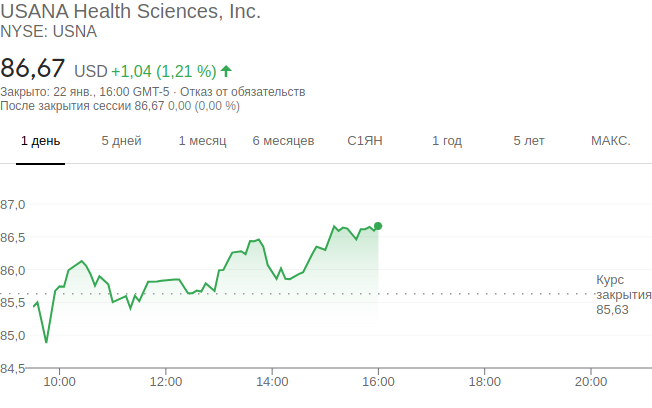 USANA Health Sciences, Inc.
NYSE: USNA
86,67 USD +1,04 (1,21 %)
Закрыто: 22 янв., 16:00 GMT-5 · Отказ от обязательств
После закрытия сессии 86,67 0,00 (0,00 %)
1 день 5 дней 1 месяц 6 месяцев С1ЯН 1 год 5 лет МАКС.
87,0
86,5
86,0
85,5
85,0
84,5
Курс
закрытия
85,63
10:00 12:00 14:00 16:00 18:00 20:00